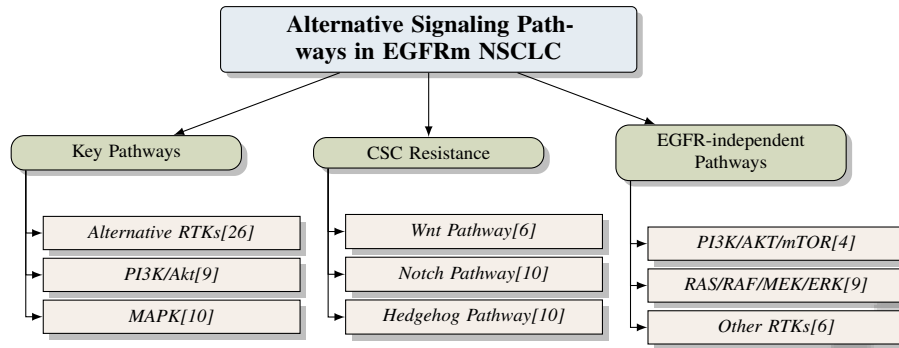 Alternative Signaling Path-
ways in EGFRm NSCLC
Key Pathways
Alternative RTKs[26]
PI3K/Akt[9]
MAPK[10]
CSC Resistance
Wnt Pathway[6]
Notch Pathway[10]
Hedgehog Pathway[10]
EGFR-independent
Pathways
PI3K/AKT/mTOR[4]
RAS/RAF/MEK/ERK[9]
Other RTKs[6]